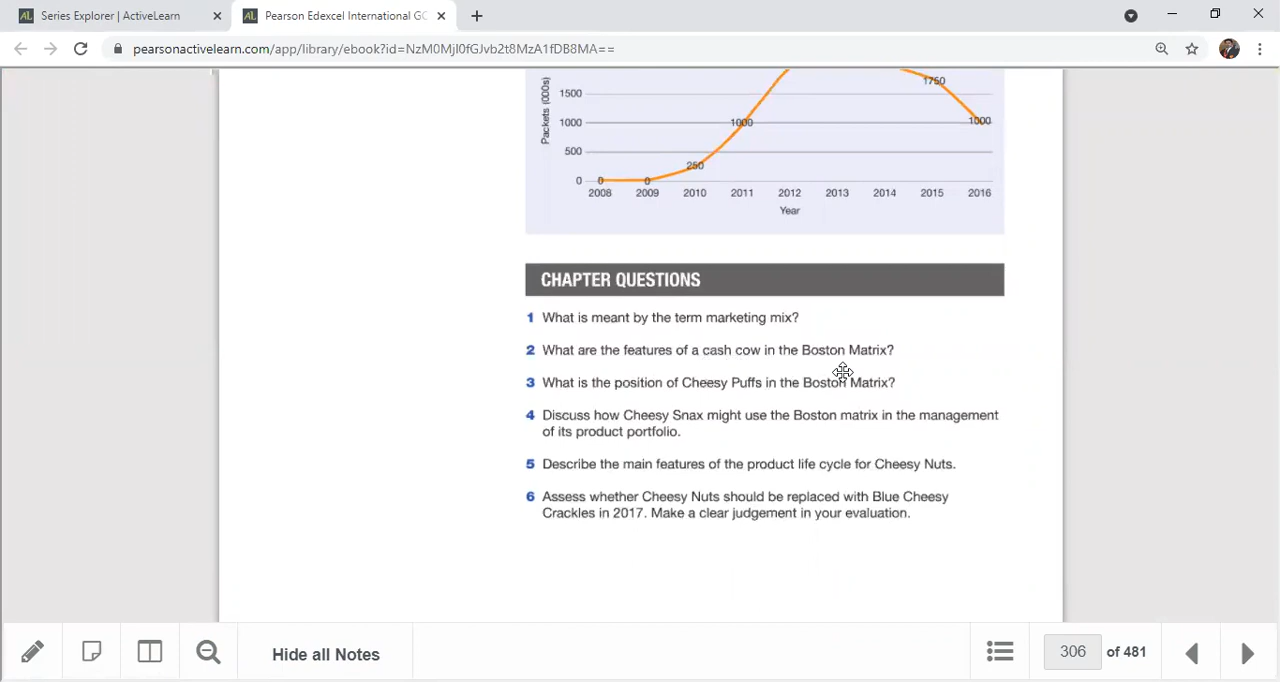 Series Explorer | ActiveLearn
Pearson Edexcel International GC
pearsonactivelearn.com/app/library/ebook?id=NzM0MjI0fGJvb2t8MzA1fDB8MA==
Packets (000s)
1500
1000
500
0
0
0
250
1000
1750
1000
2008 2009 2010 2011 2012 2013 2014 2015 2016
Year
CHAPTER QUESTIONS
1 What is meant by the term marketing mix?
2 What are the features of a cash cow in the Boston Matrix?
3 What is the position of Cheesy Puffs in the Boston Matrix?
4 Discuss how Cheesy Snax might use the Boston matrix in the management
of its product portfolio.
5 Describe the main features of the product life cycle for Cheesy Nuts.
6 Assess whether Cheesy Nuts should be replaced with Blue Cheesy
Crackles in 2017. Make a clear judgement in your evaluation.
Hide all Notes
306 of 481